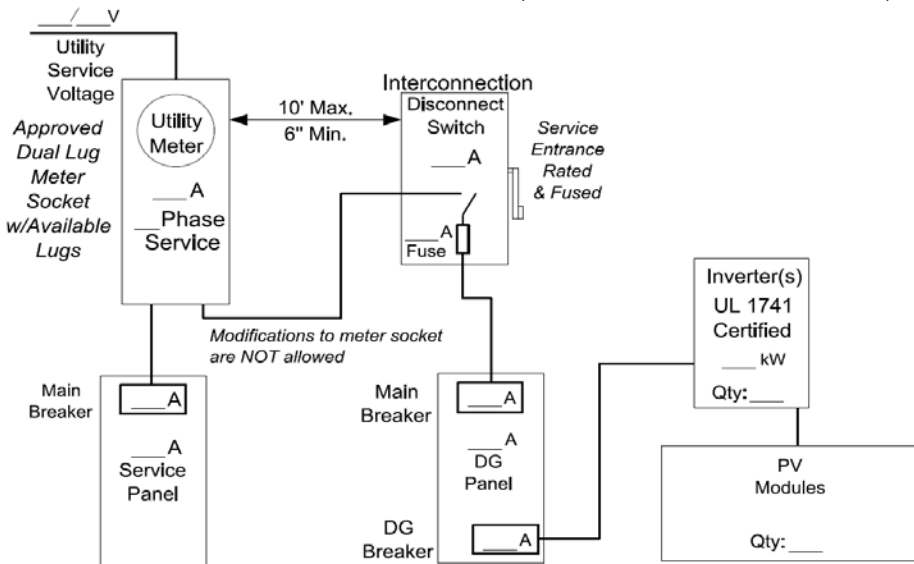 ___/___V
Utility
Service
Voltage
Approved
Dual Lug
Meter
Socket
w/Available
Lugs
Utility
Meter
___A
__Phase
Service
10' Max.
6" Min.
Interconnection
Disconnect
Switch
___A
___A
Fuse
Service
Entrance
Rated
& Fused
Modifications to meter socket
are NOT allowed
Main
Breaker
___A
___A
Service
Panel
Main
Breaker
___A
___A
DG
Panel
DG
Breaker
___A
Inverter(s)
UL 1741
Certified
___ kW
Qty:___
PV
Modules
Qty:___